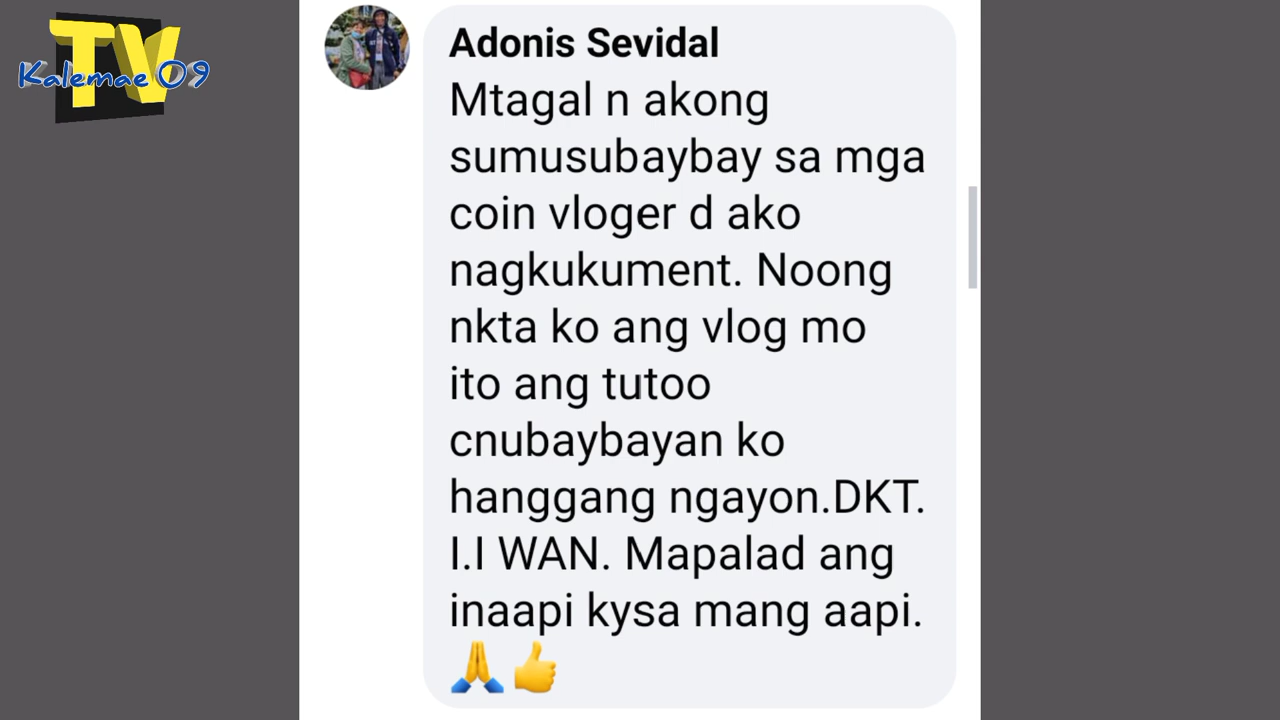 TV
Kalemae 09
Adonis Sevidal
Mtagal n akong
sumusubaybay sa mga
coin vloger d ako
nagkukument. Noong
nkta ko ang vlog mo
ito ang tutoo
cnubaybayan ko
hanggang ngayon.DKT.
I.I WAN. Mapalad ang
inaapi kysa mang aapi.
🙏👍